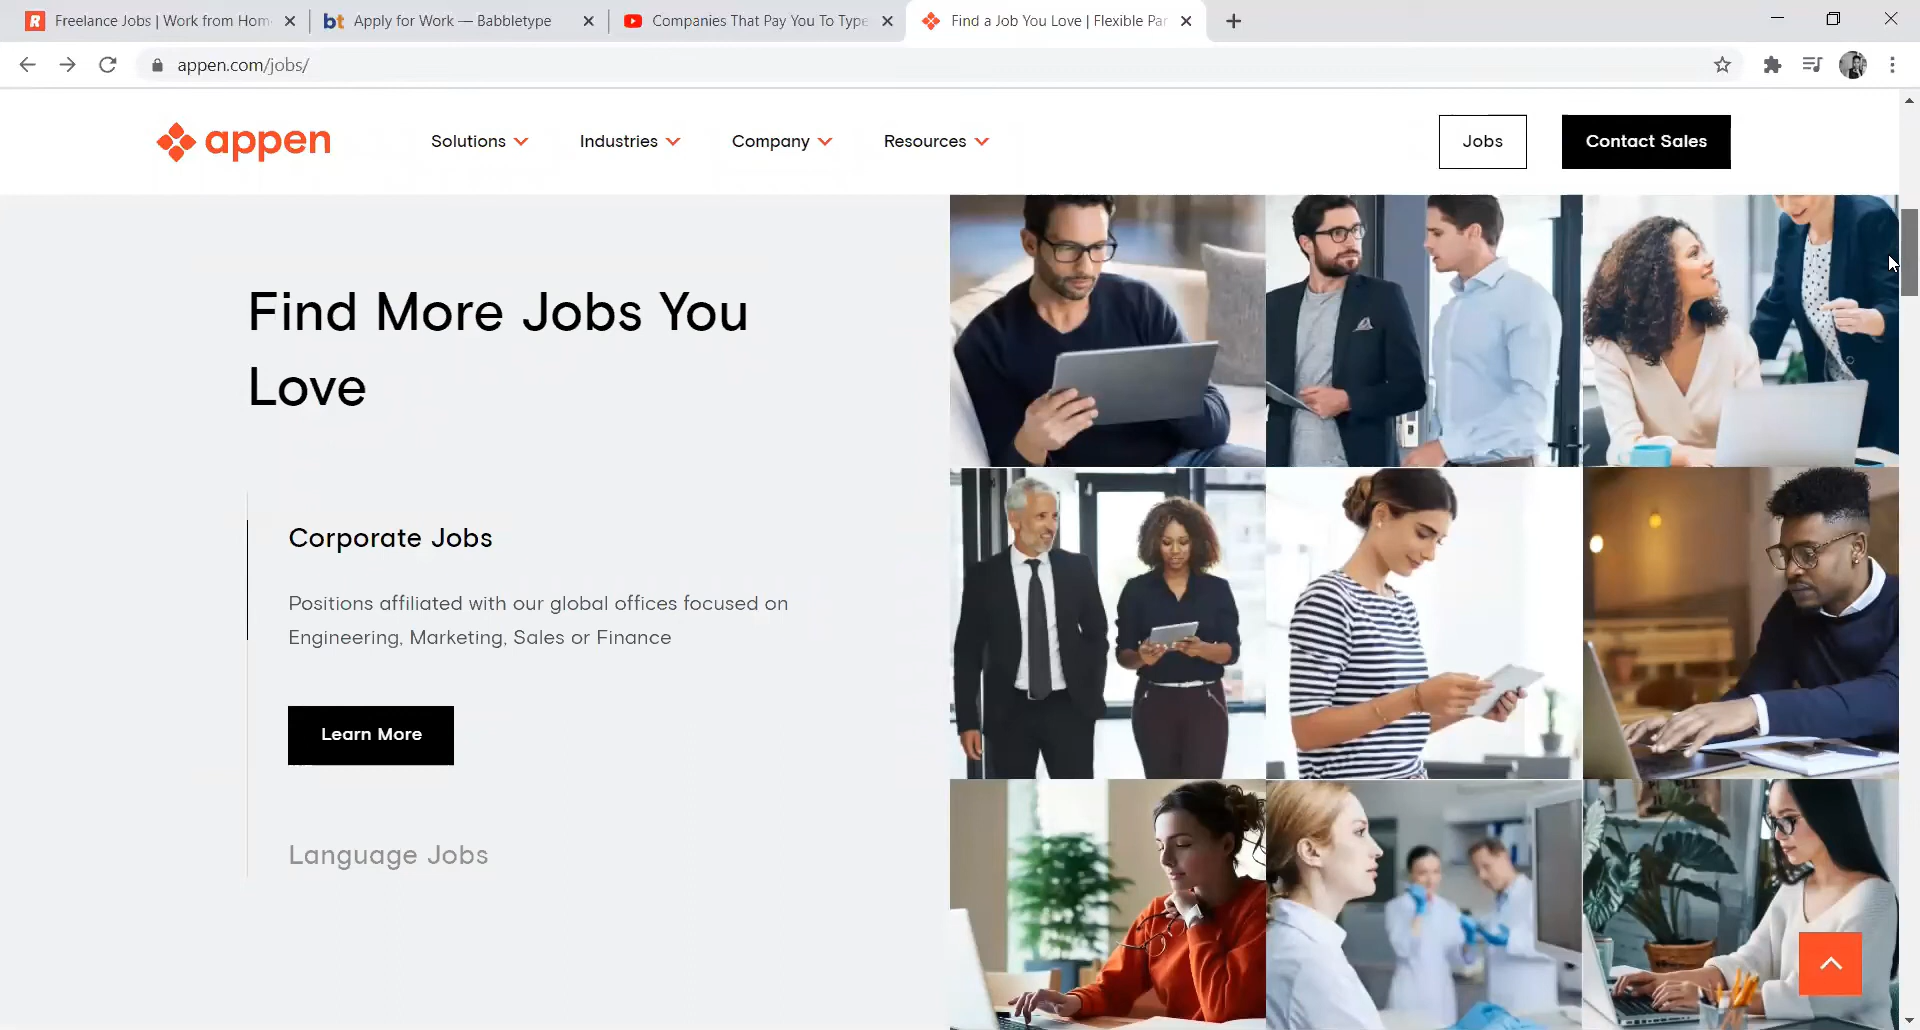 Freelance Jobs | Work from Hom
bt Apply for Work — Babbletype
Companies That Pay You To Type
Find a Job You Love | Flexible Par
appen.com/jobs/
appen
Solutions
Industries
Company
Resources
Jobs
Contact Sales
Find More Jobs You
Love
Corporate Jobs
Positions affiliated with our global offices focused on
Engineering, Marketing, Sales or Finance
Learn More
Language Jobs